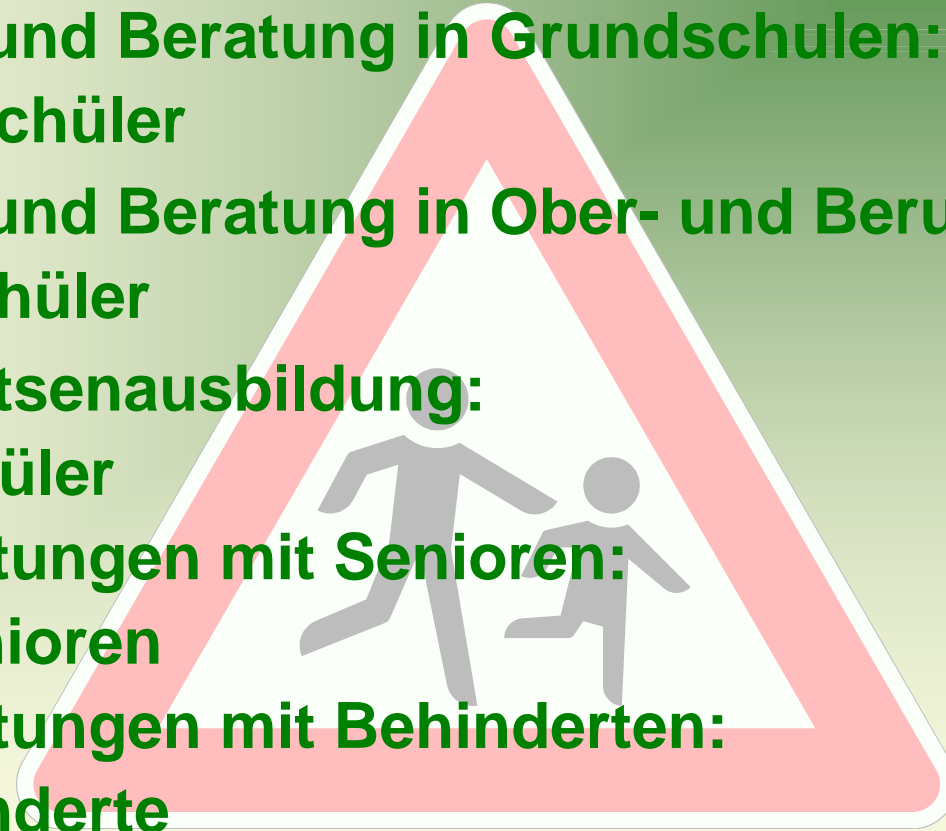 und Beratung in Grundschulen:
chüler
und Beratung in Ober- und Beru
hüler
tsenausbildung:
üler
tungen mit Senioren:
nioren
tungen mit Behinderten:
nderte